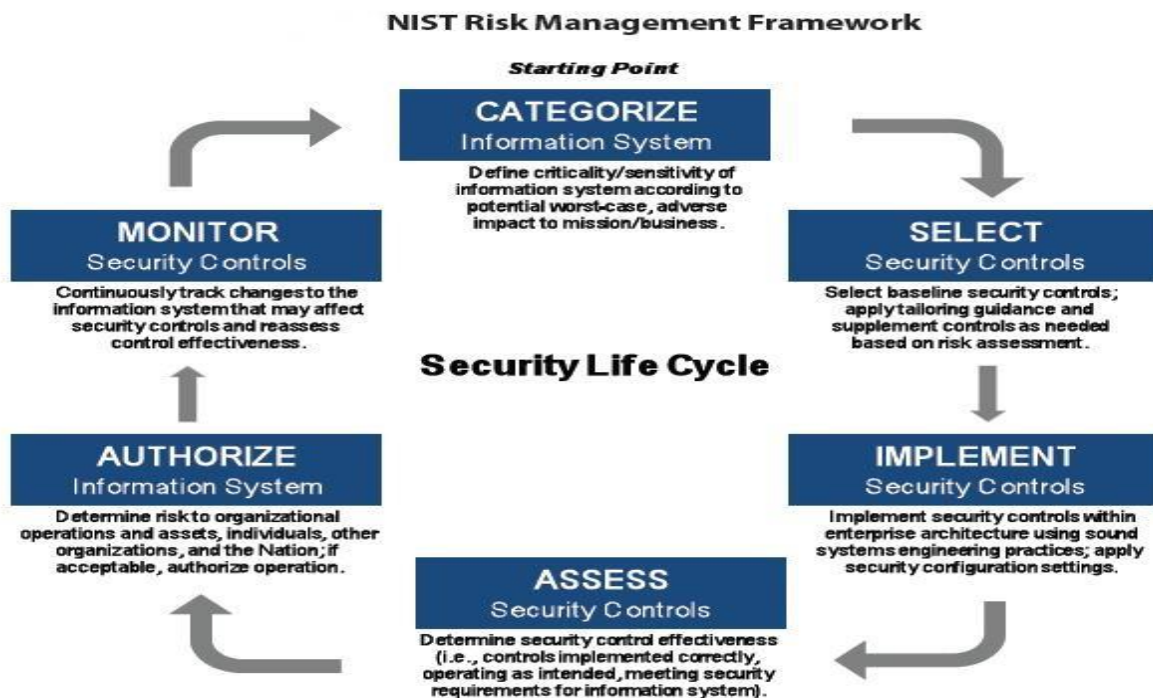 NIST Risk Management Framework
Starting Point
CATEGORIZE
Information System
Define criticality/sensitivity of
information system according to
potential worst-case, adverse
impact to mission/business.
SELECT
Security Controls
Select baseline security controls;
apply tailoring guidance and
supplement controls as needed
based on risk assessment.
IMPLEMENT
Security Controls
Implement security controls within
enterprise architecture using sound
systems engineering practices; apply
security configuration settings.
ASSESS
Security Controls
Determine security control effectiveness
(i.e., controls implemented correctly,
operating as intended, meeting security
requirements for information system).
AUTHORIZE
Information System
Determine risk to organizational
operations and assets, individuals, other
organizations, and the Nation; if
acceptable, authorize operation.
MONITOR
Security Controls
Continuously track changes to the
information system that may affect
security controls and reassess
control effectiveness.
Security Life Cycle